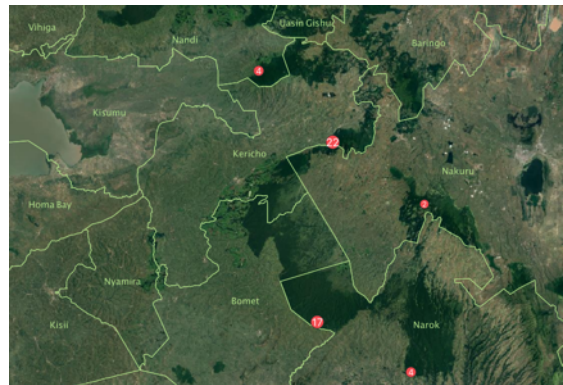 Vihiga
Nandi
Uasin Gishu
Baringo
4
Kisumu
22
Kericho
Nakuru
Homa Bay
2
Nyamira
Bomet
Kisii
17
Narok
4